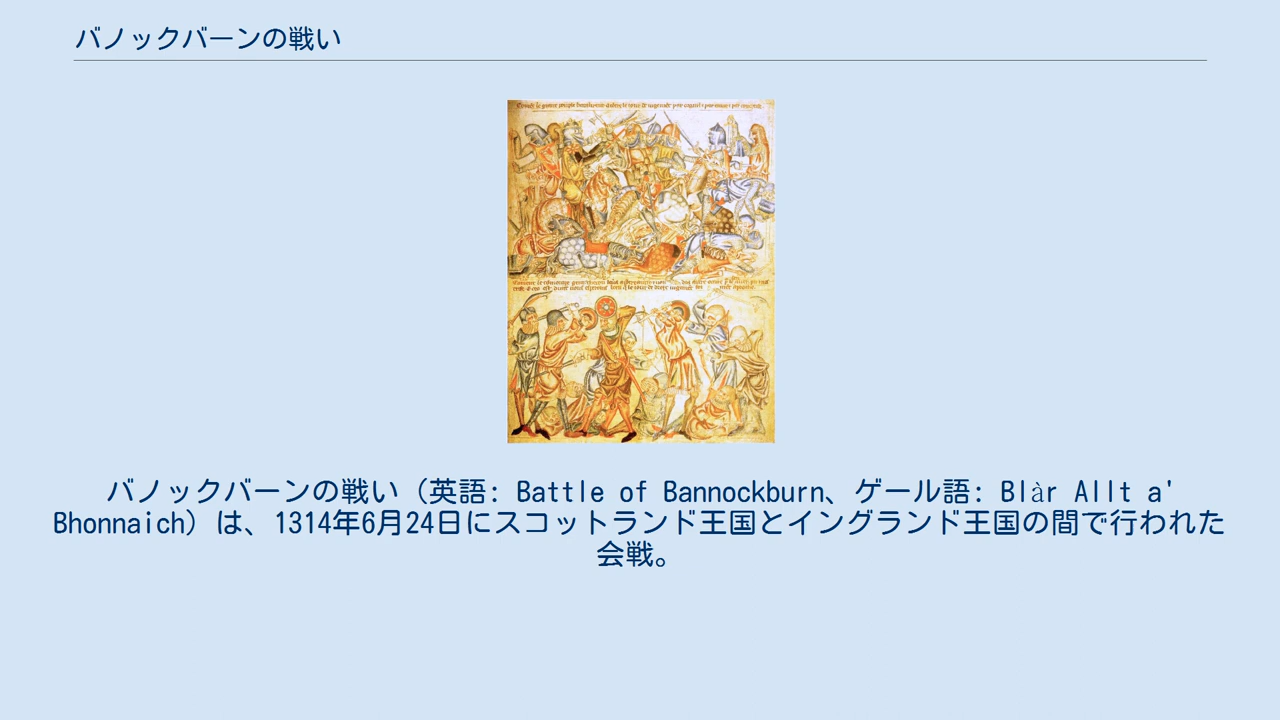 バノックバーンの戦い
バノックバーンの戦い（英語: Battle of Bannockburn、ゲール語: Blàr Allt a'
Bhonnaich）は、1314年6月24日にスコットランド王国とイングランド王国の間で行われた
会戦。